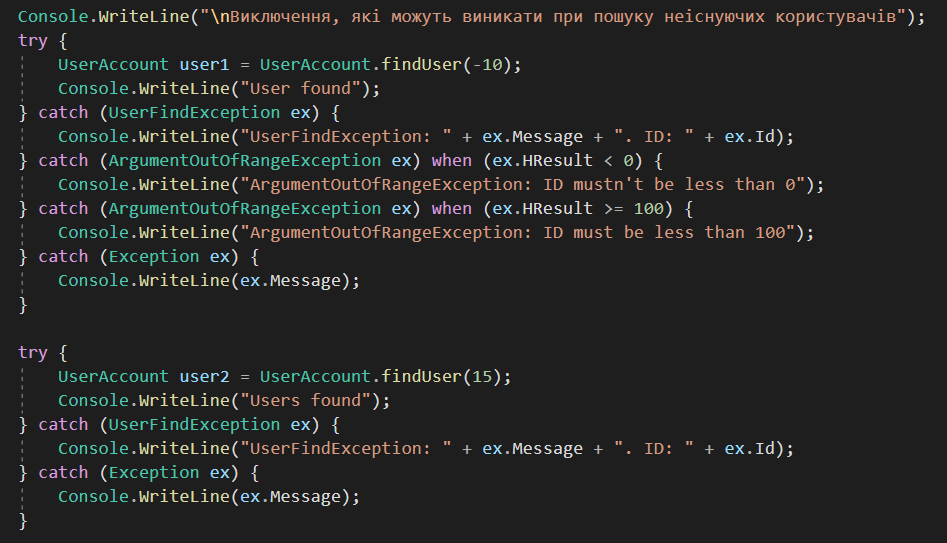 Console.WriteLine("\nВиключення, які можуть виникати при пошуку неіснуючих користувачів");
try {
    UserAccount user1 = UserAccount.findUser(-10);
    Console.WriteLine("User found");
} catch (UserFindException ex) {
    Console.WriteLine("UserFindException: " + ex.Message + ". ID: " + ex.Id);
} catch (ArgumentOutOfRangeException ex) when (ex.HResult < 0) {
    Console.WriteLine("ArgumentOutOfRangeException: ID mustn't be less than 0");
} catch (ArgumentOutOfRangeException ex) when (ex.HResult >= 100) {
    Console.WriteLine("ArgumentOutOfRangeException: ID must be less than 100");
} catch (Exception ex) {
    Console.WriteLine(ex.Message);
}

try {
    UserAccount user2 = UserAccount.findUser(15);
    Console.WriteLine("Users found");
} catch (UserFindException ex) {
    Console.WriteLine("UserFindException: " + ex.Message + ". ID: " + ex.Id);
} catch (Exception ex) {
    Console.WriteLine(ex.Message);
}